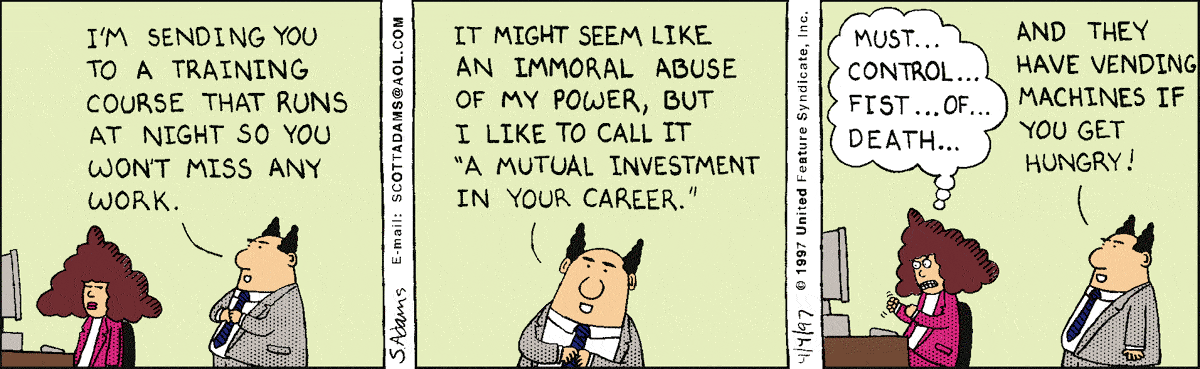 I'M SENDING YOU
TO A TRAINING
COURSE THAT RUNS
AT NIGHT SO YOU
WON'T MISS ANY
WORK.
S.Adams E-mail: SCOTTADAMS@AOL.COM
IT MIGHT SEEM LIKE
AN IMMORAL ABUSE
OF MY POWER, BUT
I LIKE TO CALL IT
"A MUTUAL INVESTMENT
IN YOUR CAREER."
4/4/97 © 1997 United Feature Syndicate, Inc.
MUST...
CONTROL...
FIST...OF...
DEATH...
AND THEY
HAVE VENDING
MACHINES IF
YOU GET
HUNGRY!